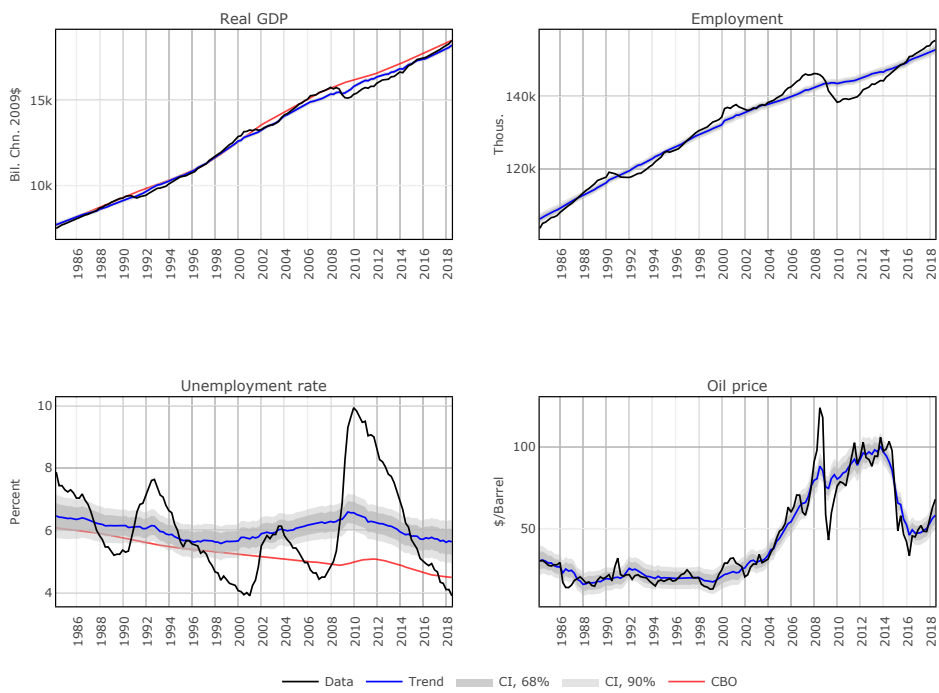 Real GDP
Bil. Chn. 2009$
15k
10k
1986 1988 1990 1992 1994 1996 1998 2000 2002 2004 2006 2008 2010 2012 2014 2016 2018
Employment
Thous.
140k
120k
1986 1988 1990 1992 1994 1996 1998 2000 2002 2004 2006 2008 2010 2012 2014 2016 2018
Unemployment rate
Percent
10
8
6
4
1986 1988 1990 1992 1994 1996 1998 2000 2002 2004 2006 2008 2010 2012 2014 2016 2018
Oil price
$/Barrel
100
50
1986 1988 1990 1992 1994 1996 1998 2000 2002 2004 2006 2008 2010 2012 2014 2016 2018
Data Trend CI, 68% CI, 90% CBO